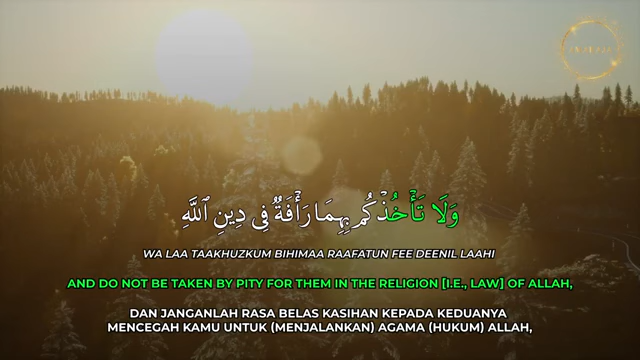 وَلَا تَأْخُذْكُم بِهِمَا رَأْفَةٌ فِى دِينِ ٱللَّهِ
WA LAA TAAKHUZKUM BIHIMAA RAAFATUN FEE DEENIL LAAHI
AND DO NOT BE TAKEN BY PITY FOR THEM IN THE RELIGION [I.E., LAW] OF ALLAH,
DAN JANGANLAH RASA BELAS KASIHAN KEPADA KEDUANYA
MENCEGAH KAMU UNTUK (MENJALANKAN) AGAMA (HUKUM) ALLAH,